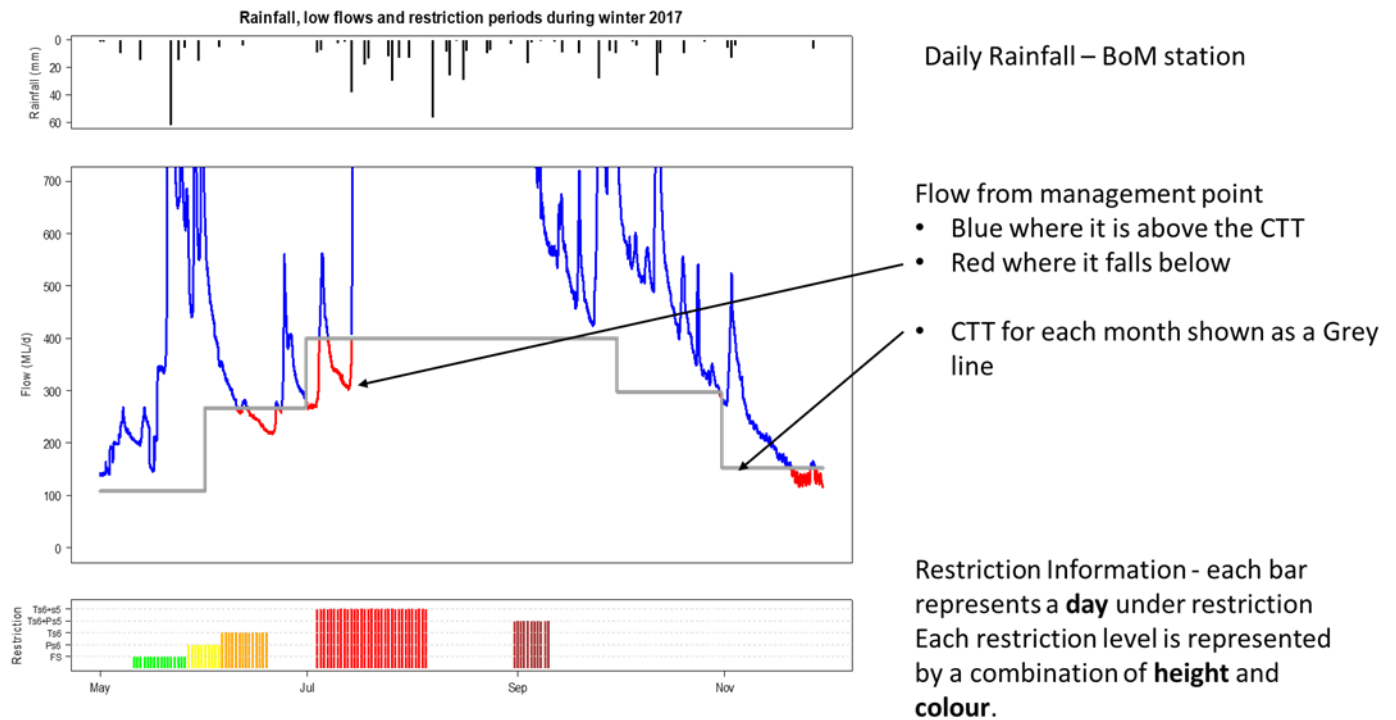 Rainfall, low flows and restriction periods during winter 2017
Rainfall (mm)
0
20
40
60
Daily Rainfall – BoM station
Flow (ML/d)
700
600
500
400
300
200
100
0
Flow from management point
• Blue where it is above the CTT
• Red where it falls below
• CTT for each month shown as a Grey
line
Restriction
Ts6+s5
Ts6+Ps5
Ts6
Ps6
FS
May
Jul
Sep
Nov
Restriction Information - each bar
represents a day under restriction
Each restriction level is represented
by a combination of height and
colour.